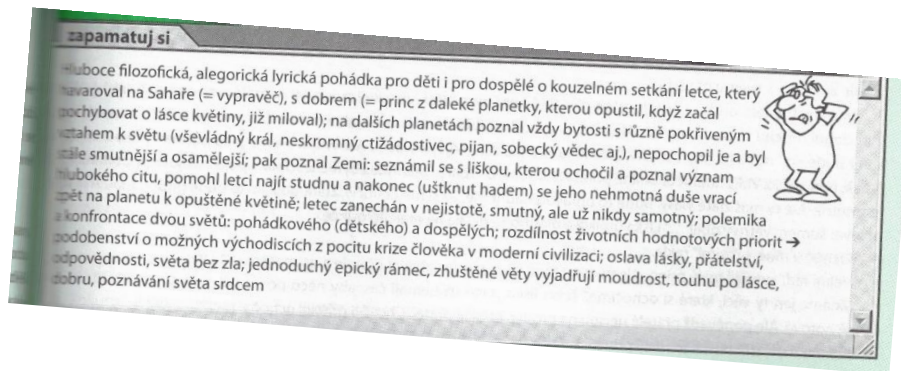 zapamatuj si
hluboce filozofická, alegorická lyrická pohádka pro děti i pro dospělé o kouzelném setkání letce, který
havaroval na Sahaře (= vypravěč), s dobrem (= princ z daleké planetky, kterou opustil, když začal
pochybovat o lásce květiny, již miloval); na dalších planetách poznal vždy bytosti s různě pokřiveným
vztahem k světu (vševládný král, neskromný ctižádostivec, pijan, sobecký vědec aj.), nepochopil je a byl
stále smutnější a osamělejší; pak poznal Zemi: seznámil se s liškou, kterou ochočil a poznal význam
hlubokého citu, pomohl letci najít studnu a nakonec (uštknut hadem) se jeho nehmotná duše vrací
zpět na planetu k opuštěné květině; letec zanechán v nejistotě, smutný, ale už nikdy samotný; polemika
a konfrontace dvou světů: pohádkového (dětského) a dospělých; rozdílnost životních hodnotových priorit →
podobenství o možných východiscích z pocitu krize člověka v moderní civilizaci; oslava lásky, přátelství,
odpovědnosti, světa bez zla; jednoduchý epický rámec, zhuštěné věty vyjadřují moudrost, touhu po lásce,
dobru, poznávání světa srdcem